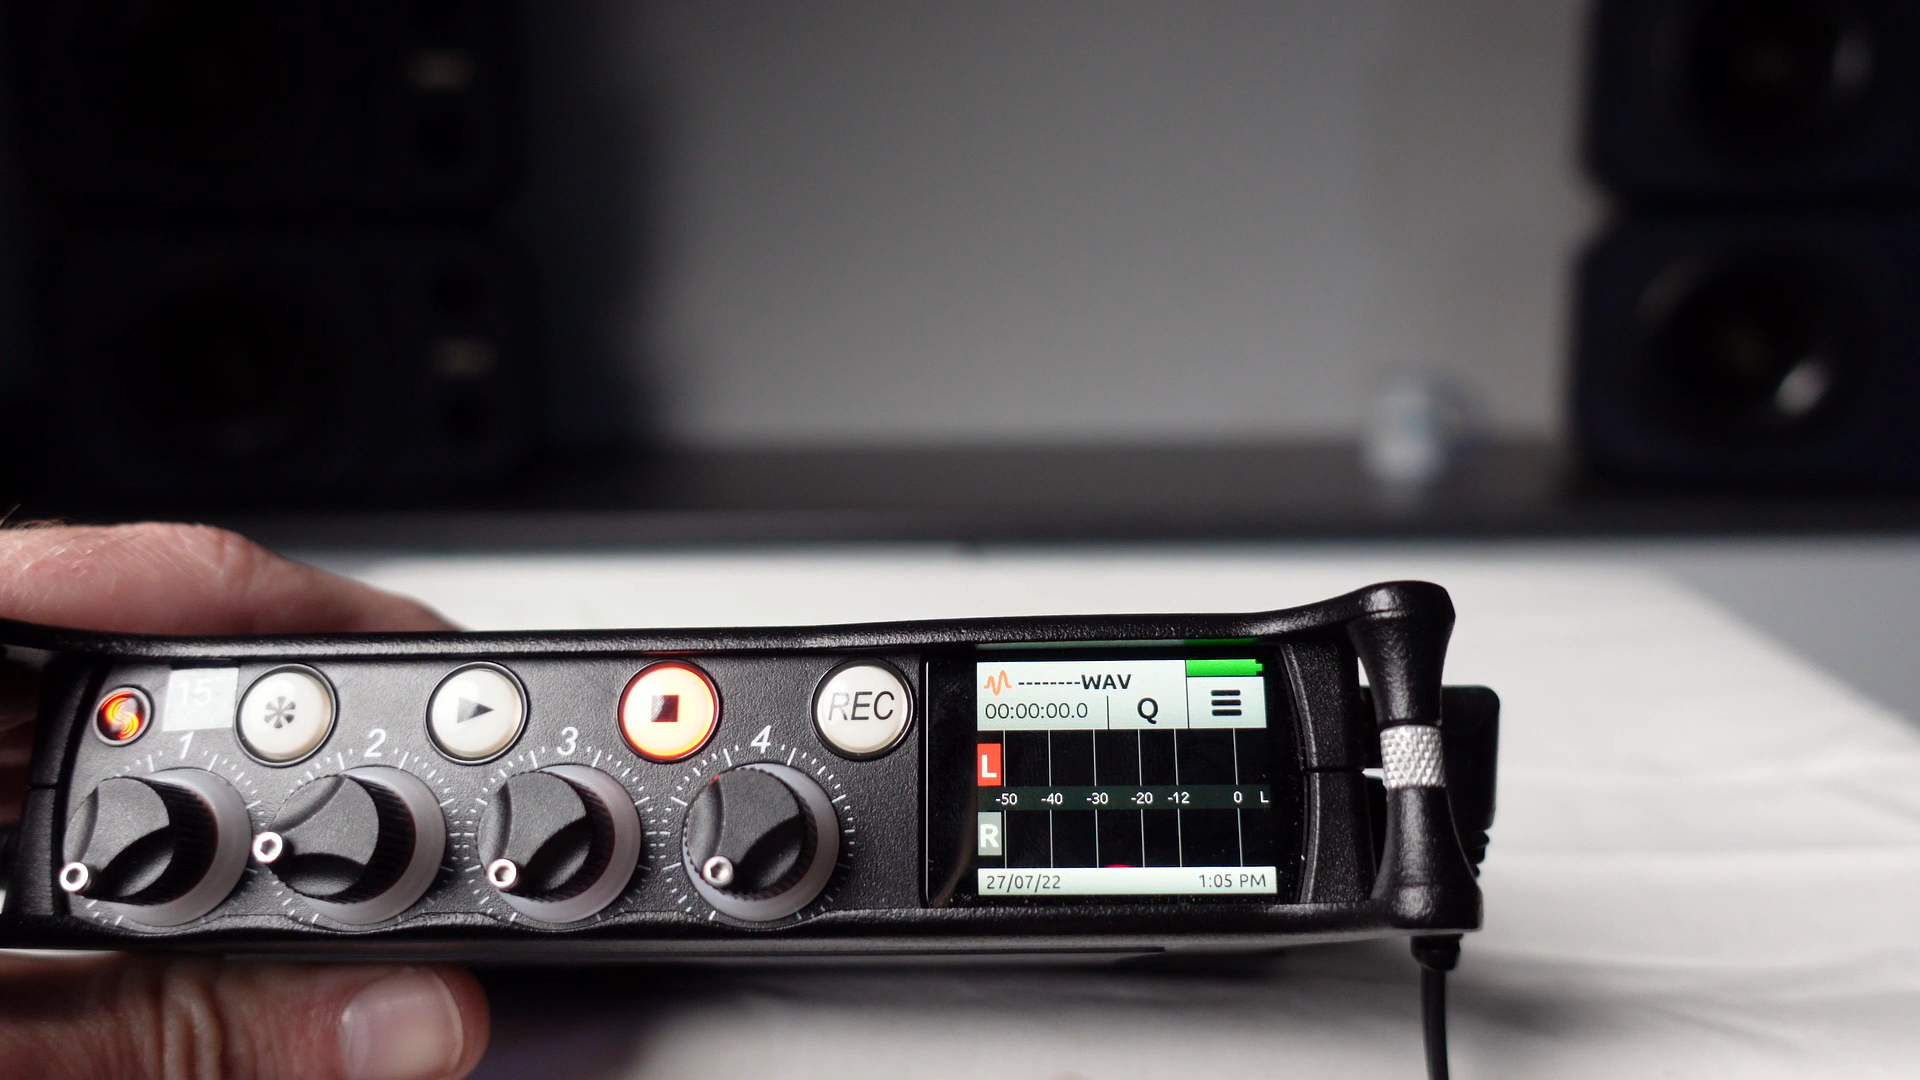 15
1
2
3
4
REC
--------WAV
00:00:00.0
Q
L
-50 -40 -30 -20 -12 0 L
R
27/07/22 1:05 PM